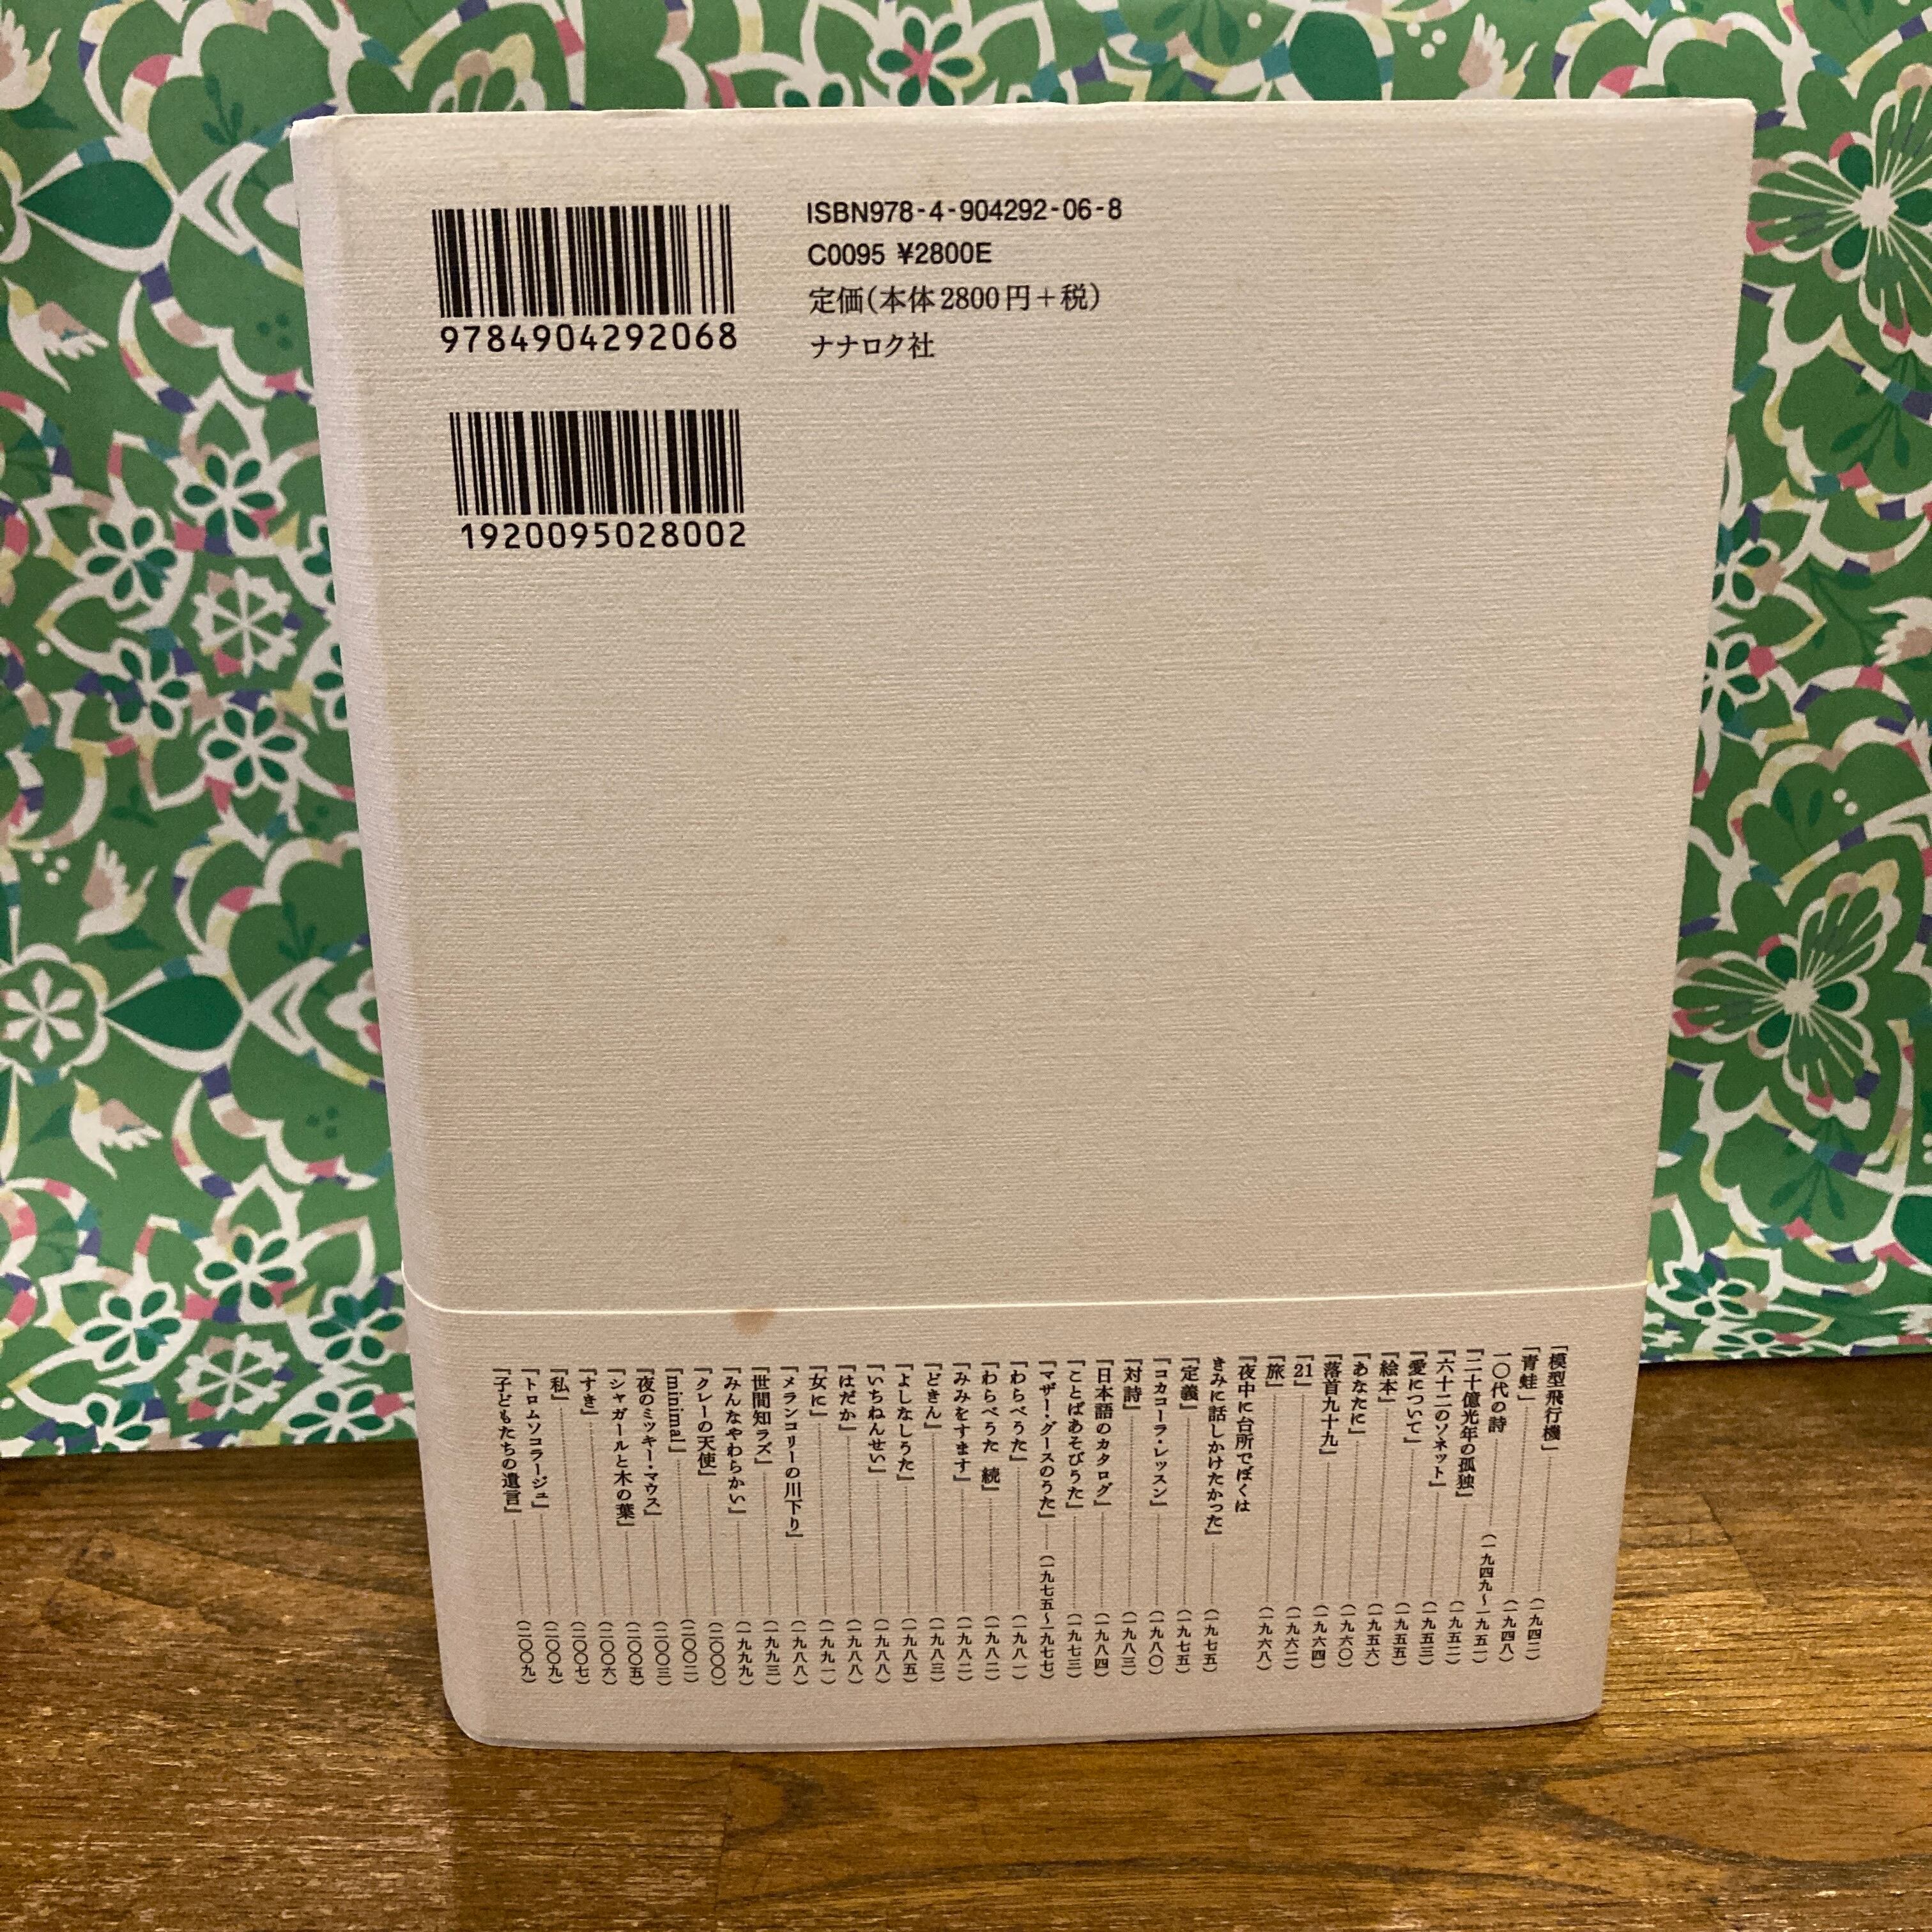 ISBN978-4-904292-06-8
C0095 ¥2800E
定価(本体2800円+税)
ナナロク社
9784904292068
1920095028002
「模型飛行機」(一九四二)
「青蛙」(一九四八)
一〇代の詩(一九四九〜一九五一)
『二十億光年の孤独』(一九五二)
『六十二のソネット』(一九五三)
『愛について』(一九五五)
『絵本』(一九五六)
『あなたに』(一九六〇)
『落首九十九』(一九六四)
『21』(一九六二)
『旅』(一九六八)
『夜中に台所でぼくは
きみに話しかけたかった』(一九七五)
『定義』(一九七五)
『コカコーラ・レッスン』(一九八〇)
『対詩』(一九八三)
『日本語のカタログ』(一九八四)
『ことばあそびうた』(一九七三)
『マザー・グースのうた』(一九七五〜一九七七)
『わらべうた』(一九八一)
『わらべうた 続』(一九八二)
『みみをすます』(一九八二)
『どきん』(一九八三)
『よしなしうた』(一九八五)
『いちねんせい』(一九八八)
『はだか』(一九八八)
『女に』(一九九一)
『メランコリーの川下り』(一九八八)
『世間知ラズ』(一九九三)
『みんなやわらかい』(一九九九)
『クレーの天使』(二〇〇〇)
『minimal』(二〇〇二)
『夜のミッキー・マウス』(二〇〇三)
『シャガールと木の葉』(二〇〇五)
『すき』(二〇〇六)
『私』(二〇〇七)
『トロムソコラージュ』(二〇〇九)
『子どもたちの遺言』(二〇〇九)